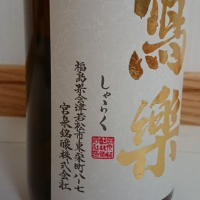 寫樂
しゃらく
福島県会津若松市東栄町八-七
宮泉銘醸株式会社